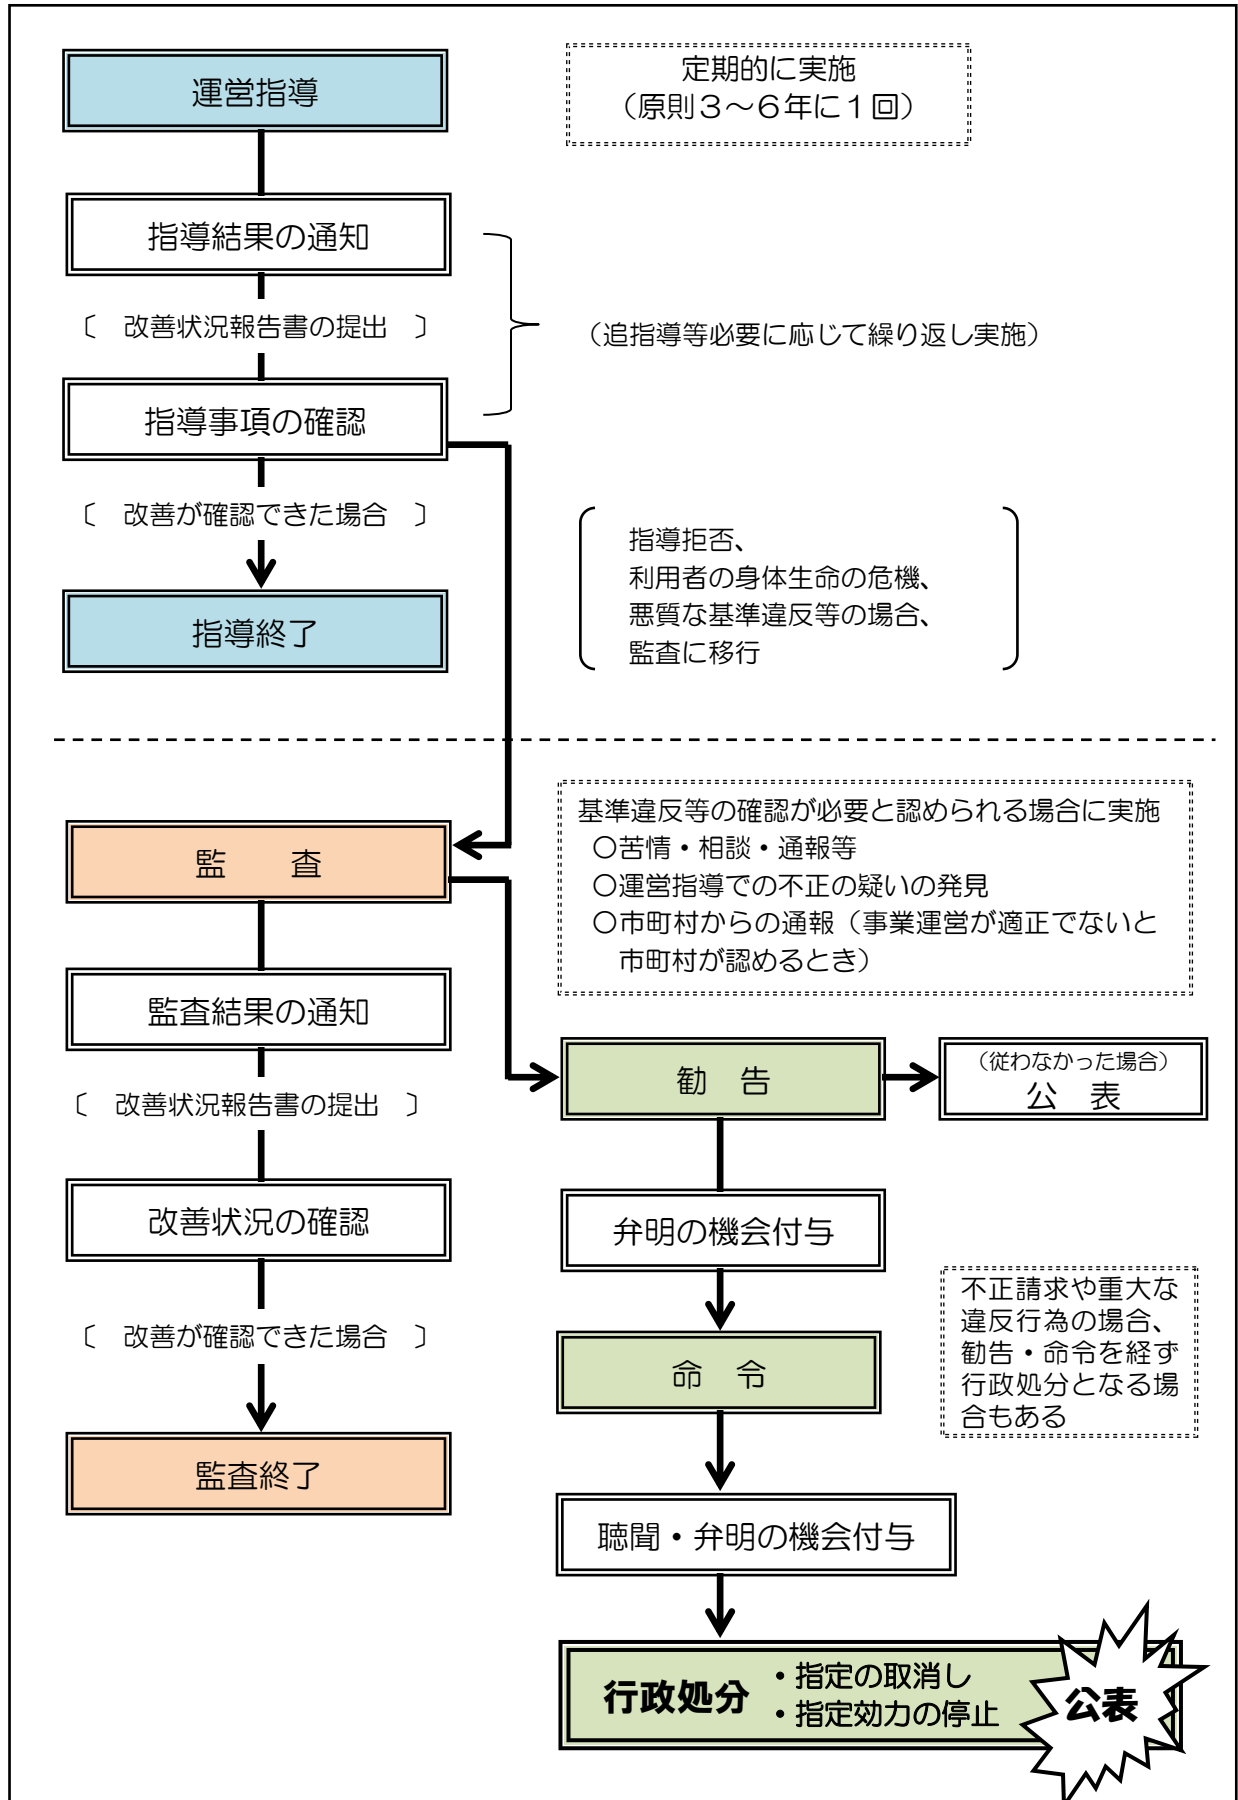 運営指導
定期的に実施
（原則３～６年に１回）
指導結果の通知
〔　改善状況報告書の提出　〕
（追指導等必要に応じて繰り返し実施）
指導事項の確認
〔　改善が確認できた場合　〕
指導拒否、
利用者の身体生命の危機、
悪質な基準違反等の場合、
監査に移行
指導終了
基準違反等の確認が必要と認められる場合に実施
○苦情・相談・通報等
○運営指導での不正の疑いの発見
○市町村からの通報（事業運営が適正でないと
市町村が認めるとき）
監　　査
監査結果の通知
〔　改善状況報告書の提出　〕
改善状況の確認
〔　改善が確認できた場合　〕
監査終了
勧　告
（従わなかった場合）
公　表
弁明の機会付与
命　令
不正請求や重大な
違反行為の場合、
勧告・命令を経ず
行政処分となる場
合もある
聴聞・弁明の機会付与
行政処分
・指定の取消し
・指定効力の停止
公表